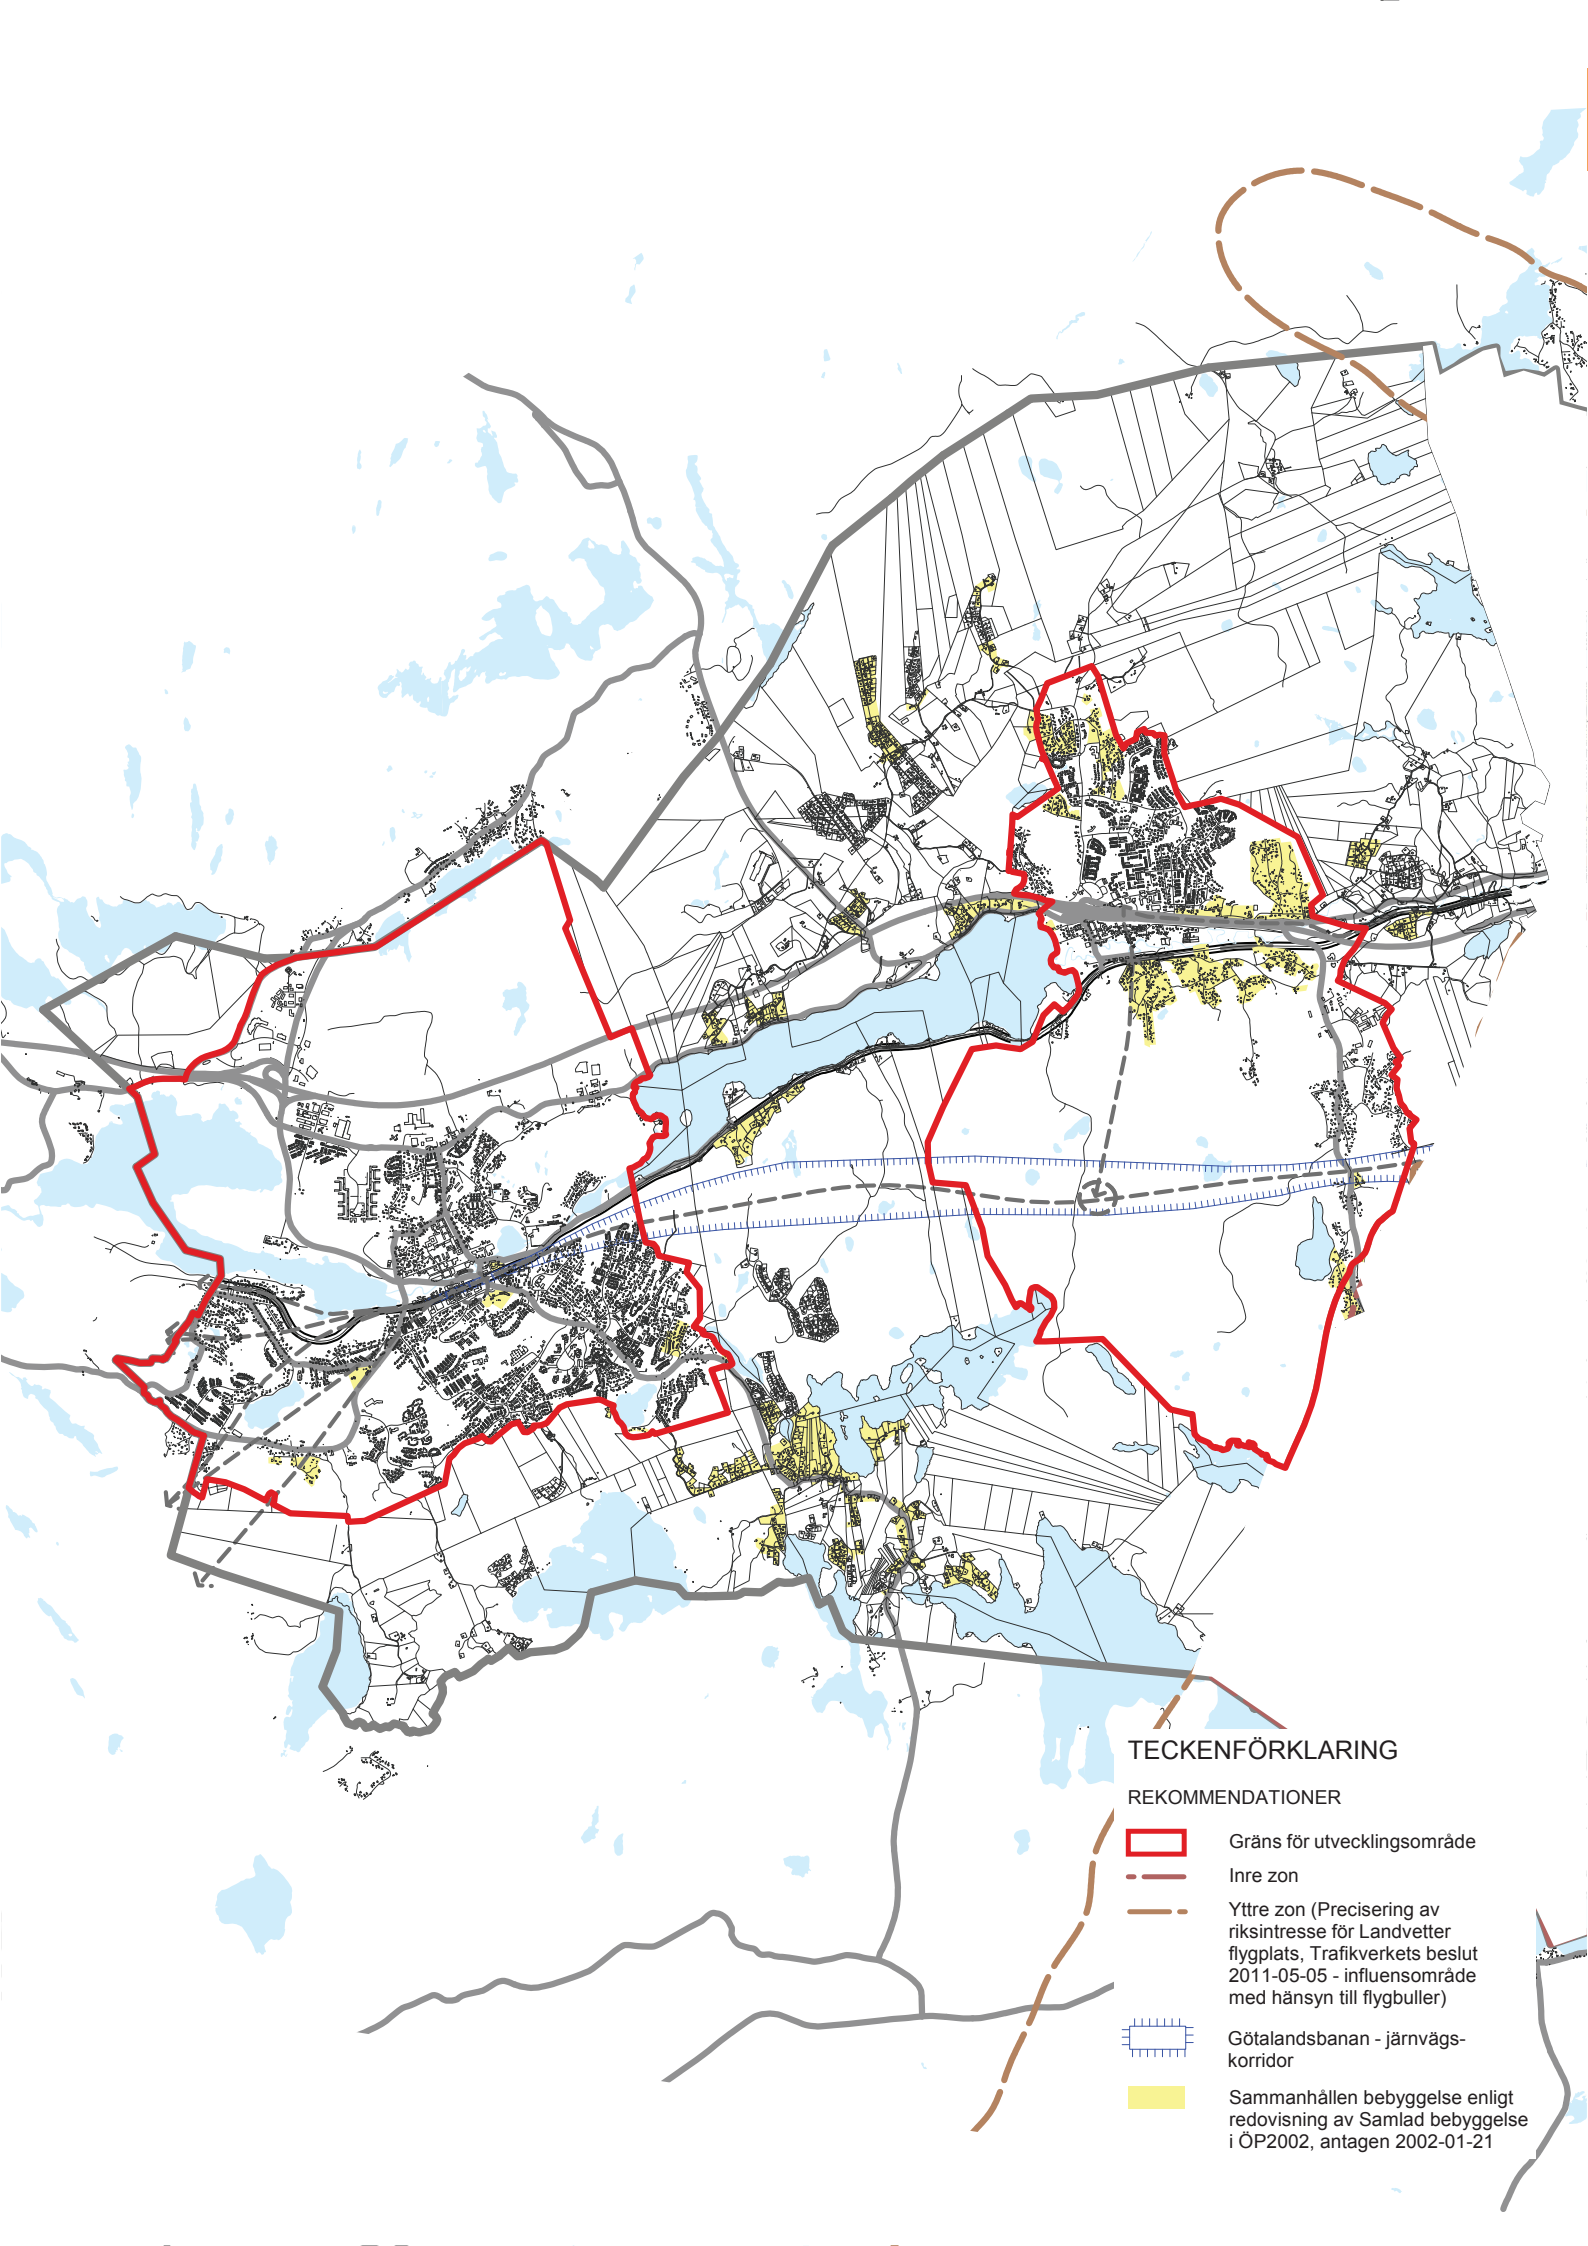 TECKENFÖRKLARING
REKOMMENDATIONER
Gräns för utvecklingsområde
Inre zon
Yttre zon (Precisering av
riksintresse för Landvetter
flygplats, Trafikverkets beslut
2011-05-05 - influensområde
med hänsyn till flygbuller)
Götalandsbanan - järnvägs-
korridor
Sammanhållen bebyggelse enligt
redovisning av Samlad bebyggelse
i ÖP2002, antagen 2002-01-21